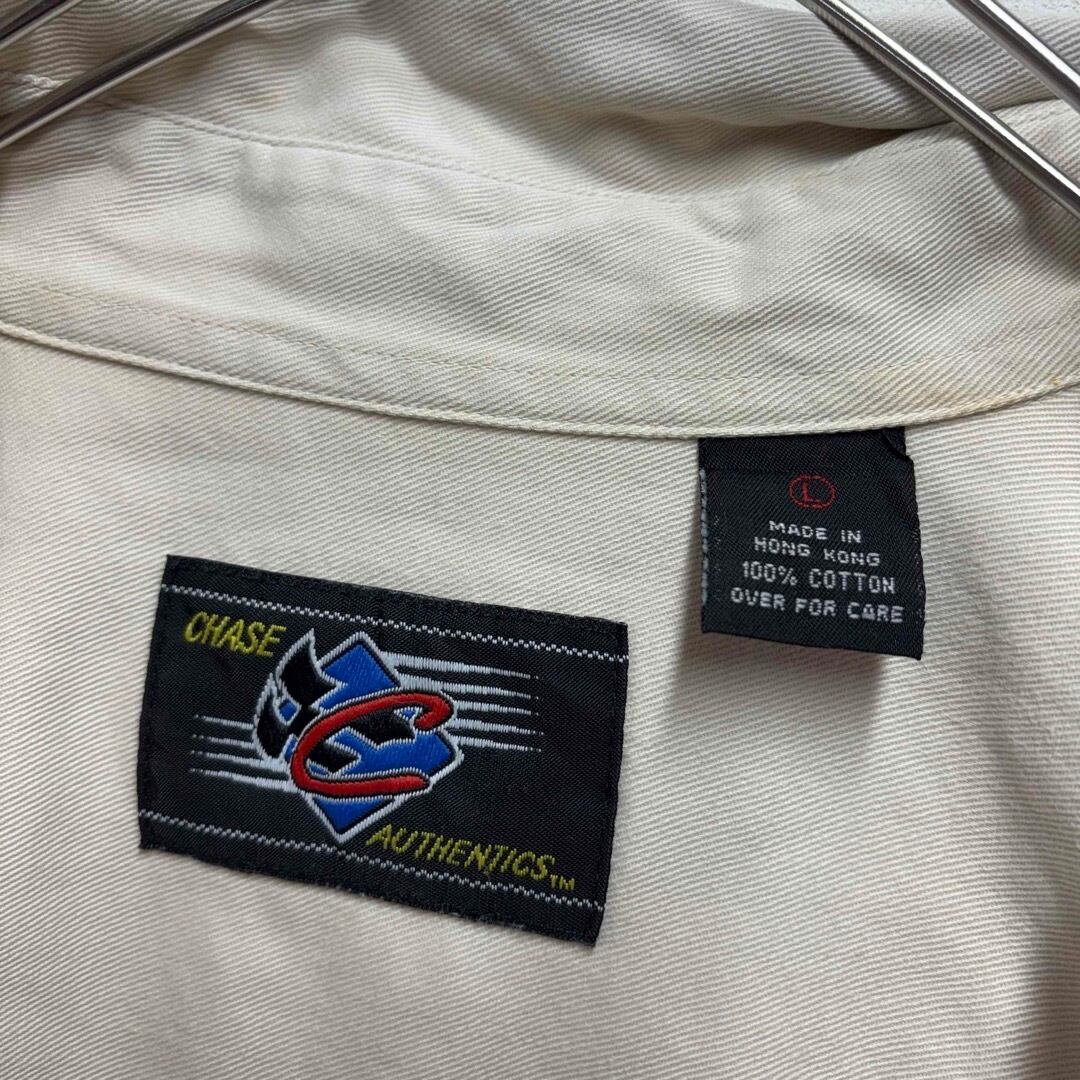 L
MADE IN
HONG KONG
100% COTTON
OVER FOR CARE
CHASE
C
AUTHENTICS™